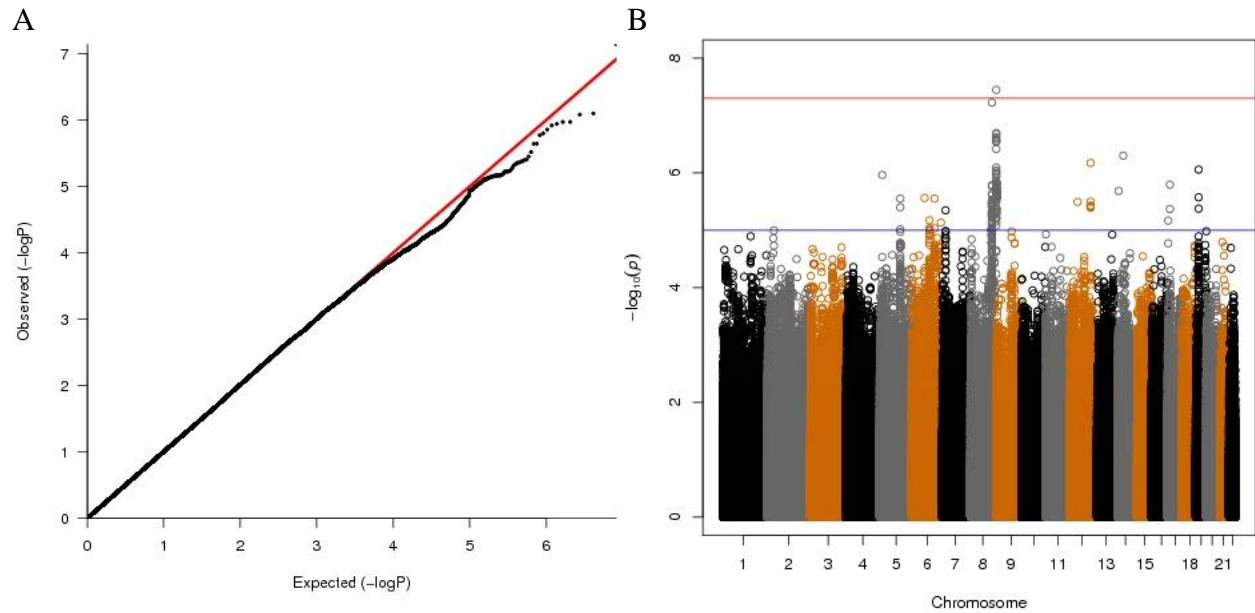 A
B
Observed (−logP)
7
6
5
4
3
2
1
0
0 1 2 3 4 5 6
Expected (−logP)
−log₁₀(p)
8
6
4
2
0
1 2 3 4 5 6 7 8 9 11 13 15 18 21
Chromosome